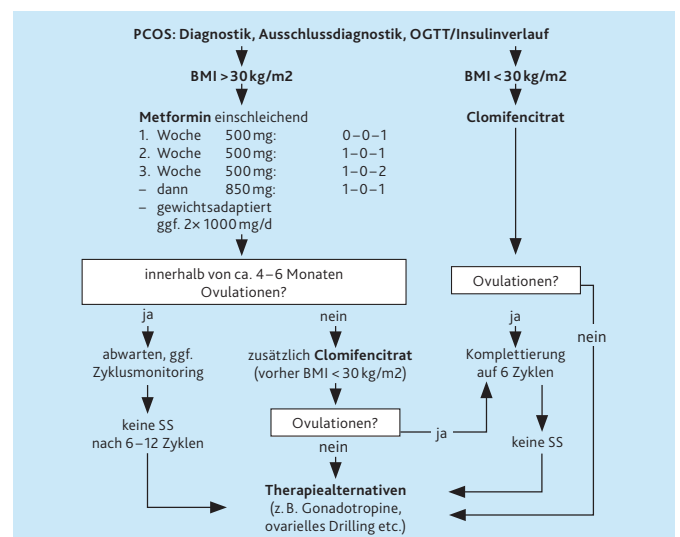 PCOS: Diagnostik, Ausschlussdiagnostik, OGTT/Insulinverlauf
BMI > 30 kg/m2
BMI < 30 kg/m2
Metformin einschleichend
1. Woche 500 mg: 0–0–1
2. Woche 500 mg: 1–0–1
3. Woche 500 mg: 1–0–2
– dann 850 mg: 1–0–1
– gewichtsadaptiert
ggf. 2× 1000 mg/d
Clomifencitrat
innerhalb von ca. 4–6 Monaten
Ovulationen?
Ovulationen?
ja
nein
ja
nein
abwarten, ggf.
Zyklusmonitoring
zusätzlich Clomifencitrat
(vorher BMI < 30 kg/m2)
Komplettierung
auf 6 Zyklen
keine SS
nach 6–12 Zyklen
Ovulationen?
ja
nein
keine SS
Therapiealternativen
(z. B. Gonadotropine,
ovarielles Drilling etc.)